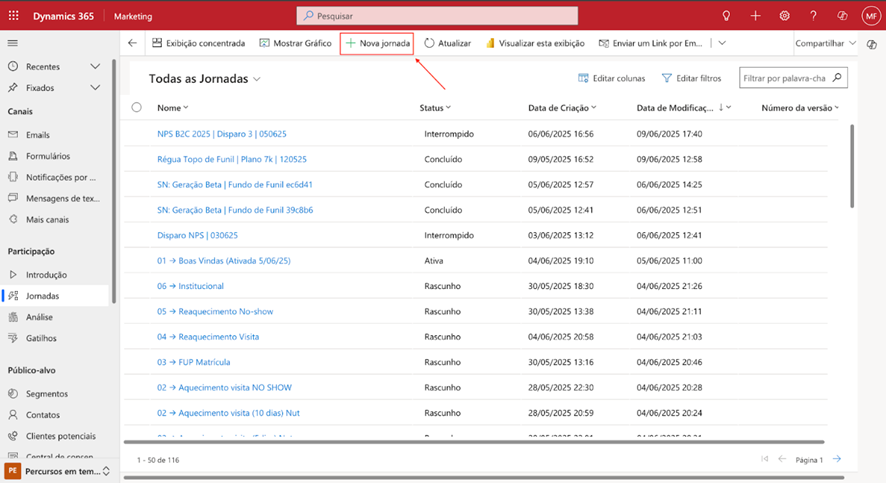 Dynamics 365 Marketing Pesquisar MF
Exibição concentrada Mostrar Gráfico Nova jornada Atualizar Visualizar esta exibição Enviar um Link por Em... Compartilhar
Recentes
Fixados
Canais
Emails
Formulários
Notificações por ...
Mensagens de tex...
Mais canais
Participação
Introdução
Jornadas
Análise
Gatilhos
Público-alvo
Segmentos
Contatos
Clientes potenciais
Central de consen...
PE Percursos em tem...
Todas as Jornadas Editar colunas Editar filtros Filtrar por palavra-cha
Nome Status Data de Criação Data de Modificaç... Número da versão
NPS B2C 2025 | Disparo 3 | 050625 Interrompido 06/06/2025 16:56 09/06/2025 17:40
Régua Topo de Funil | Plano 7k | 120525 Concluído 09/05/2025 16:52 09/06/2025 12:58
SN: Geração Beta | Fundo de Funil ec6d41 Concluído 05/06/2025 12:57 06/06/2025 14:25
SN: Geração Beta | Fundo de Funil 39c8b6 Concluído 05/06/2025 12:41 06/06/2025 12:51
Disparo NPS | 030625 Interrompido 03/06/2025 13:12 06/06/2025 12:41
01 → Boas Vindas (Ativada 5/06/25) Ativa 04/06/2025 19:10 05/06/2025 11:00
06 → Institucional Rascunho 30/05/2025 18:30 04/06/2025 21:26
05 → Reaquecimento No-show Rascunho 30/05/2025 13:38 04/06/2025 21:11
04 → Reaquecimento Visita Rascunho 04/06/2025 20:58 04/06/2025 21:03
03 → FUP Matrícula Rascunho 30/05/2025 13:16 04/06/2025 20:46
02 → Aquecimento visita NO SHOW Rascunho 28/05/2025 22:30 04/06/2025 20:28
02 → Aquecimento visita (10 dias) Nut Rascunho 28/05/2025 20:59 04/06/2025 20:24
1 - 50 de 116 Página 1